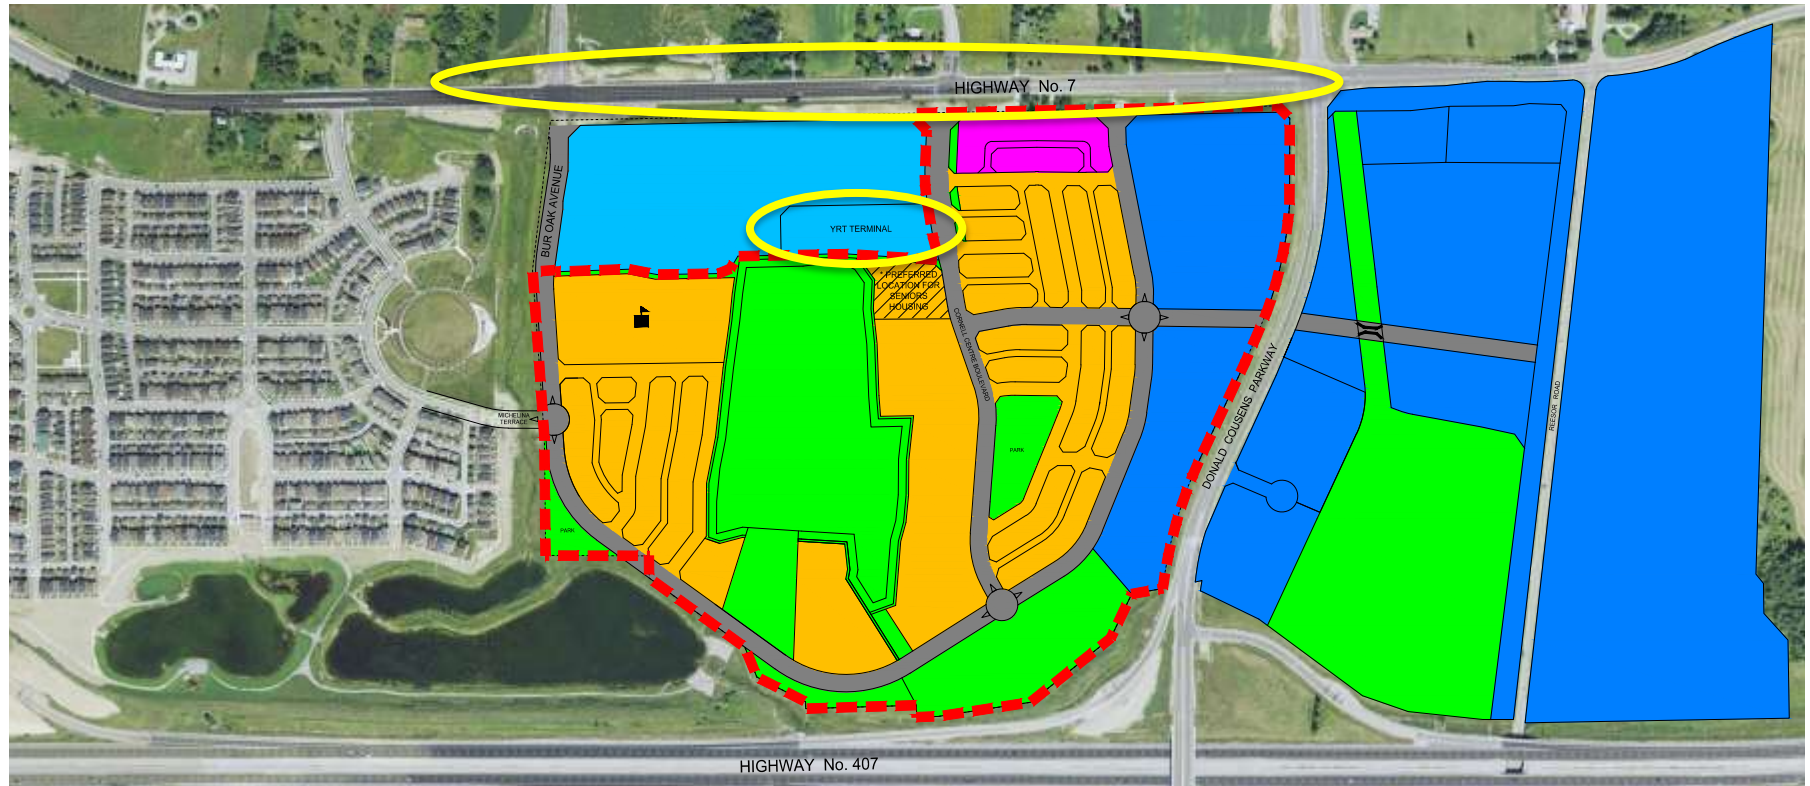 HIGHWAY No. 7
BUR OAK AVENUE
YRT TERMINAL
* PREFERRED
LOCATION FOR
SENIORS
HOUSING
CORNELL CENTRE BOULEVARD
DONALD COUSENS PARKWAY
REESOR ROAD
MICHELINA
TERRACE
PARK
PARK
HIGHWAY No. 407